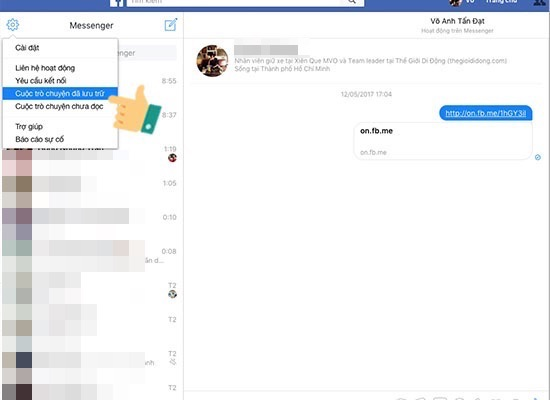 f
Tìm kiếm
Võ
Trang chủ
Messenger
Võ Anh Tấn Đạt
Hoạt động trên Messenger
Cài đặt
Liên hệ hoạt động
Yêu cầu kết nối
Cuộc trò chuyện đã lưu trữ
Cuộc trò chuyện chưa đọc
Trợ giúp
Báo cáo sự cố
8:55
8:37
1:19
1:05
0:10
0:08
T2
T2
T2
T2
Nhân viên giữ xe tại Xiên Que MVO và Team leader tại Thế Giới Di Động (thegioididong.com)
Sống tại Thành phố Hồ Chí Minh
12/05/2017 17:04
http://on.fb.me/1hGY3iI
on.fb.me
on.fb.me